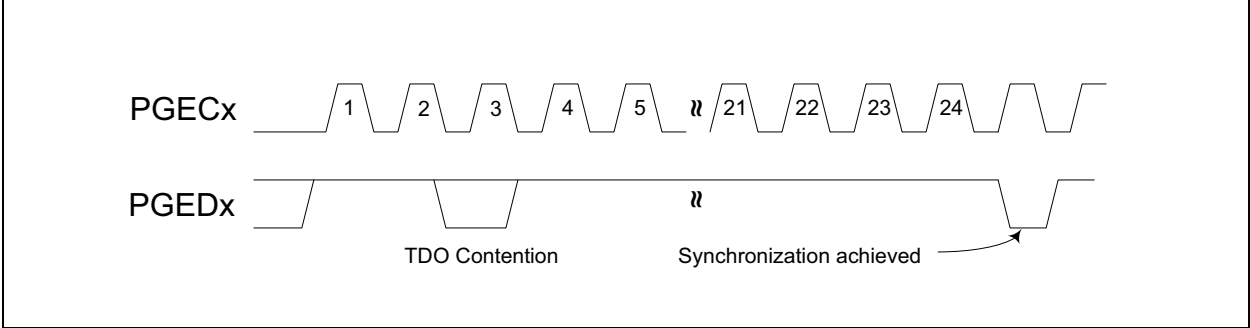 PGECx
1 2 3 4 5 ≈ 21 22 23 24
PGEDx
≈
TDO Contention
Synchronization achieved